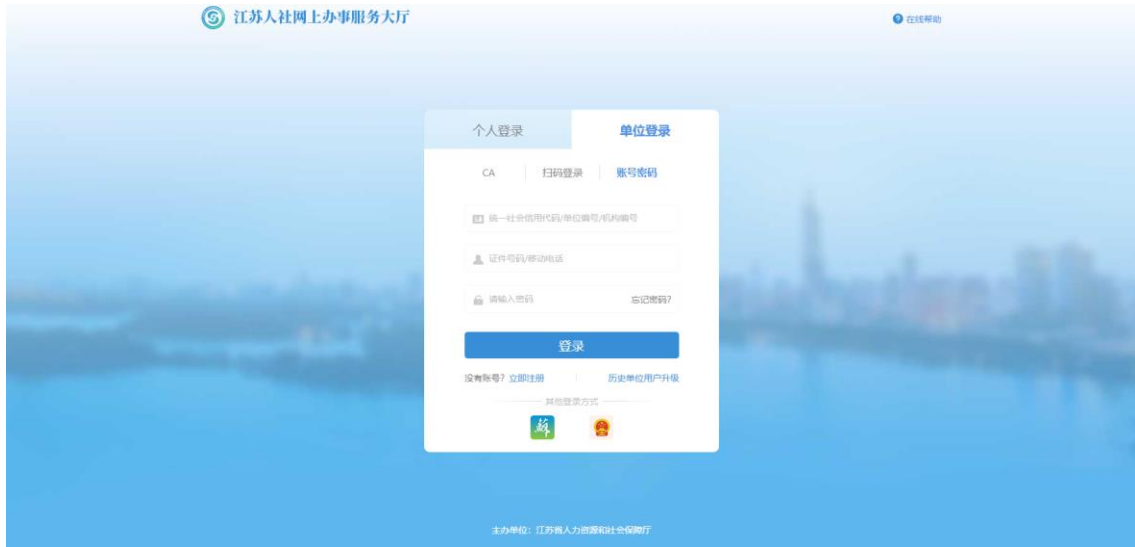 江苏人社网上办事服务大厅
在线帮助
个人登录 单位登录
CA 扫码登录 账号密码
统一社会信用代码/单位编号/机构编号
证件号码/移动电话
请输入密码 忘记密码?
登录
没有账号? 立即注册 历史单位用户升级
其他登录方式
蘇
主办单位：江苏省人力资源和社会保障厅